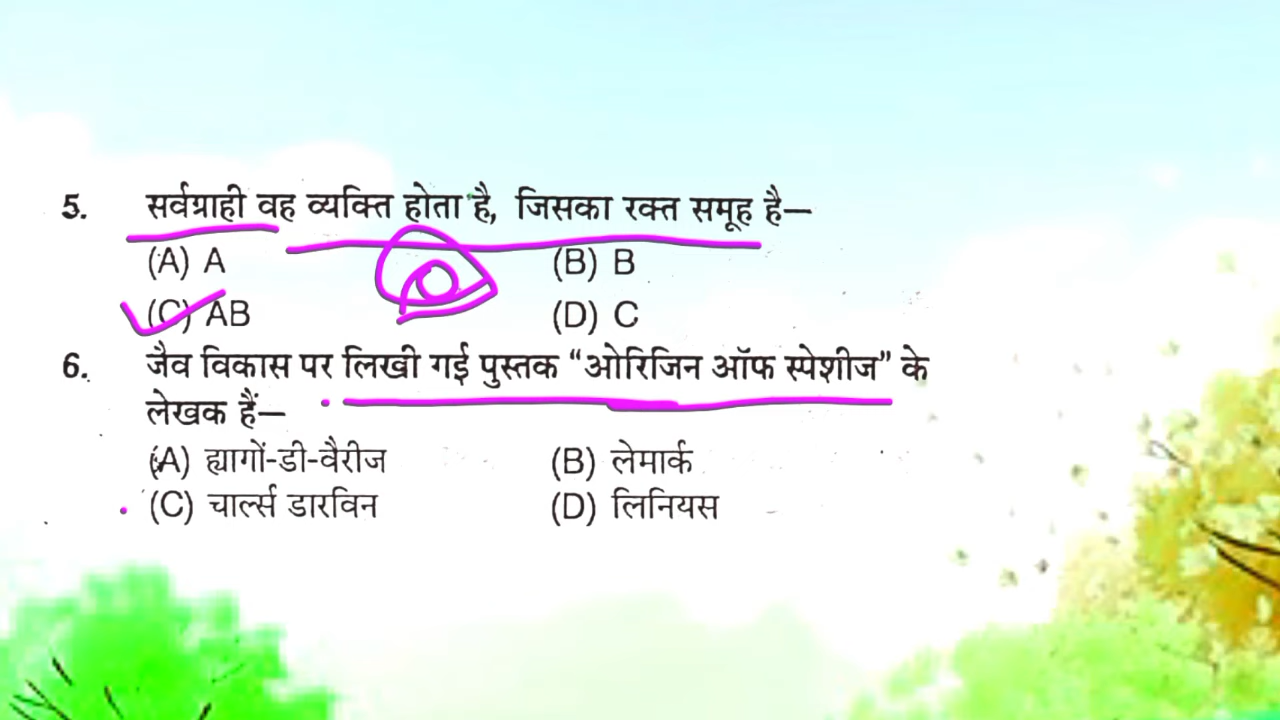 5. सर्वग्राही वह व्यक्ति होता है, जिसका रक्त समूह है—
(A) A (B) B
(C) AB (D) C
6. जैव विकास पर लिखी गई पुस्तक “ओरिजिन ऑफ स्पेशीज” के
लेखक हैं—
(A) ह्यागों-डी-वैरीज (B) लेमार्क
(C) चार्ल्स डारविन (D) लिनियस